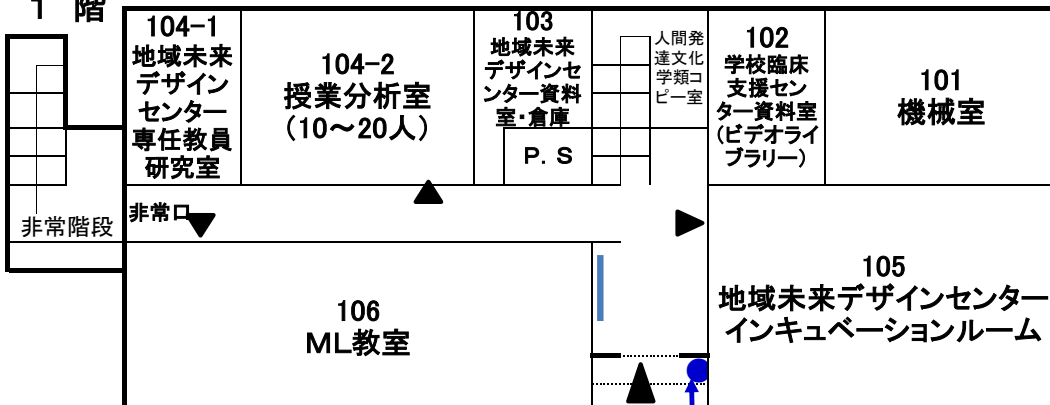 １ 階
104-1
地域未来
デザイン
センター
専任教員
研究室
104-2
授業分析室
（10～20人）
103
地域未来
デザインセ
ンター資料
室・倉庫
Ｐ．Ｓ
人間発
達文化
学類コ
ピー室
102
学校臨床
支援セン
ター資料室
(ビデオライ
ブラリー)
101
機械室
非常階段
非常口
106
ＭＬ教室
105
地域未来デザインセンター
インキュベーションルーム